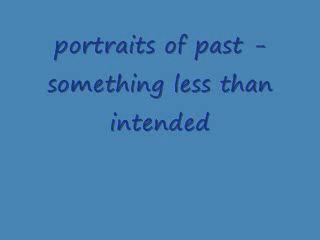 portraits of past -
something less than
intended